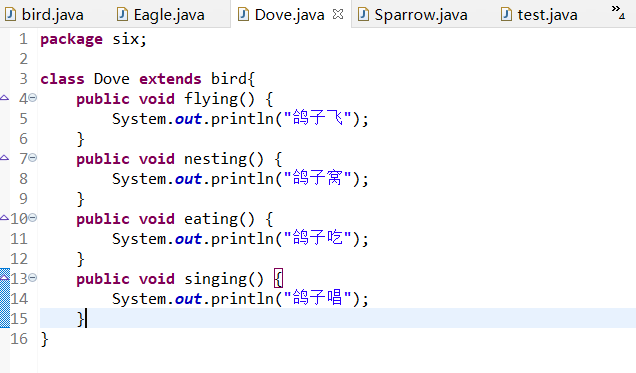 bird.java Eagle.java Dove.java Sparrow.java test.java »4
1 package six;
2
3 class Dove extends bird{
4 public void flying() {
5 System.out.println("鸽子飞");
6 }
7 public void nesting() {
8 System.out.println("鸽子窝");
9 }
10 public void eating() {
11 System.out.println("鸽子吃");
12 }
13 public void singing() {
14 System.out.println("鸽子唱");
15 }
16 }